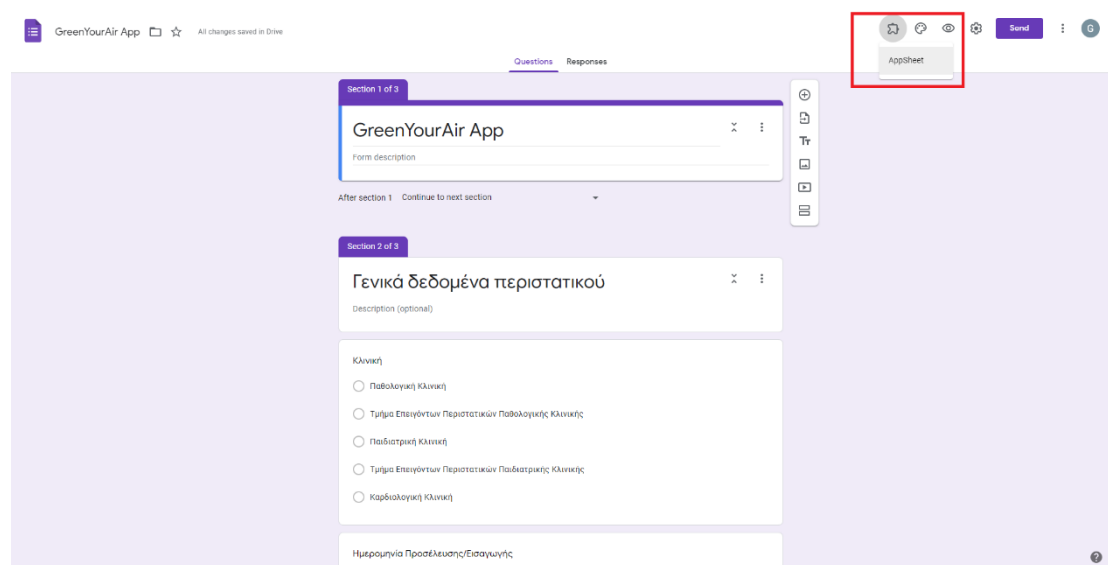 GreenYourAir App
All changes saved in Drive
Send
G
AppSheet
Questions Responses
Section 1 of 3
GreenYourAir App
Form description
After section 1 Continue to next section
Section 2 of 3
Γενικά δεδομένα περιστατικού
Description (optional)
Κλινική
Παθολογική Κλινική
Τμήμα Επειγόντων Περιστατικών Παθολογικής Κλινικής
Παιδιατρική Κλινική
Τμήμα Επειγόντων Περιστατικών Παιδιατρικής Κλινικής
Καρδιολογική Κλινική
Ημερομηνία Προσέλευσης/Εισαγωγής